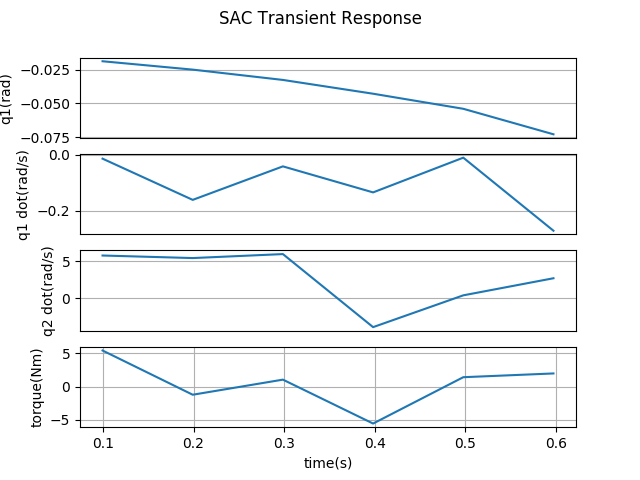 SAC Transient Response
q1(rad)
−0.025
−0.050
−0.075
q1 dot(rad/s)
0.0
−0.2
q2 dot(rad/s)
5
0
torque(Nm)
5
0
−5
0.1 0.2 0.3 0.4 0.5 0.6
time(s)